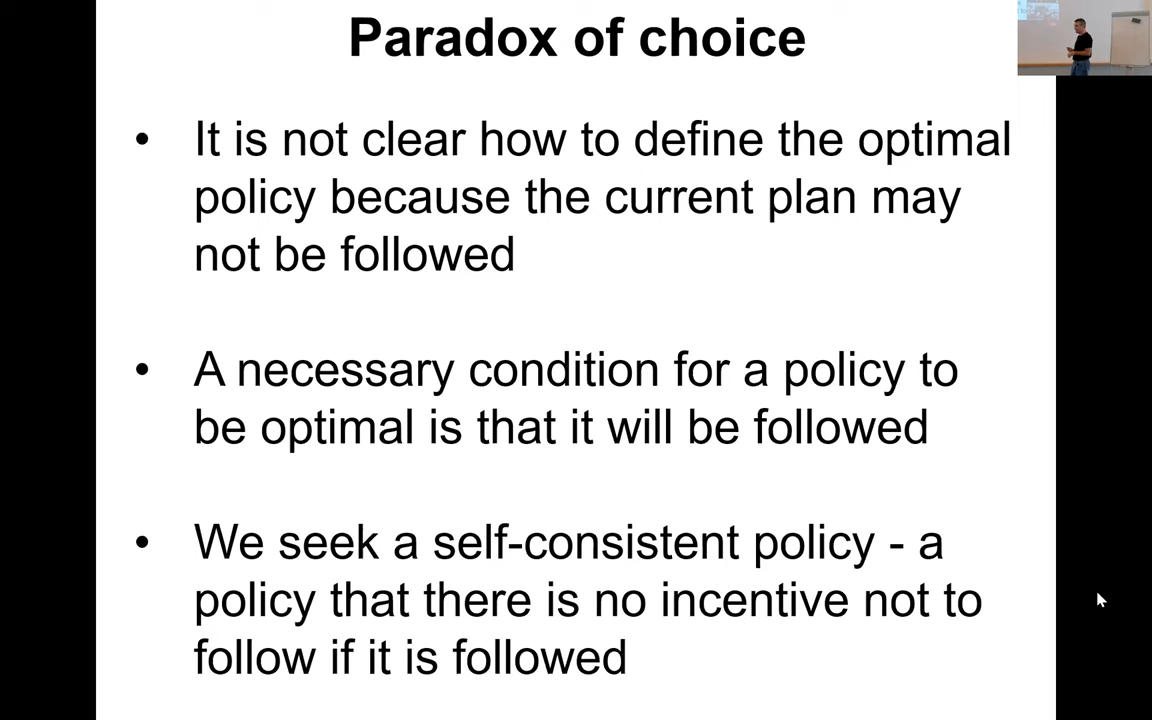 Paradox of choice
• It is not clear how to define the optimal
policy because the current plan may
not be followed
• A necessary condition for a policy to
be optimal is that it will be followed
• We seek a self-consistent policy - a
policy that there is no incentive not to
follow if it is followed